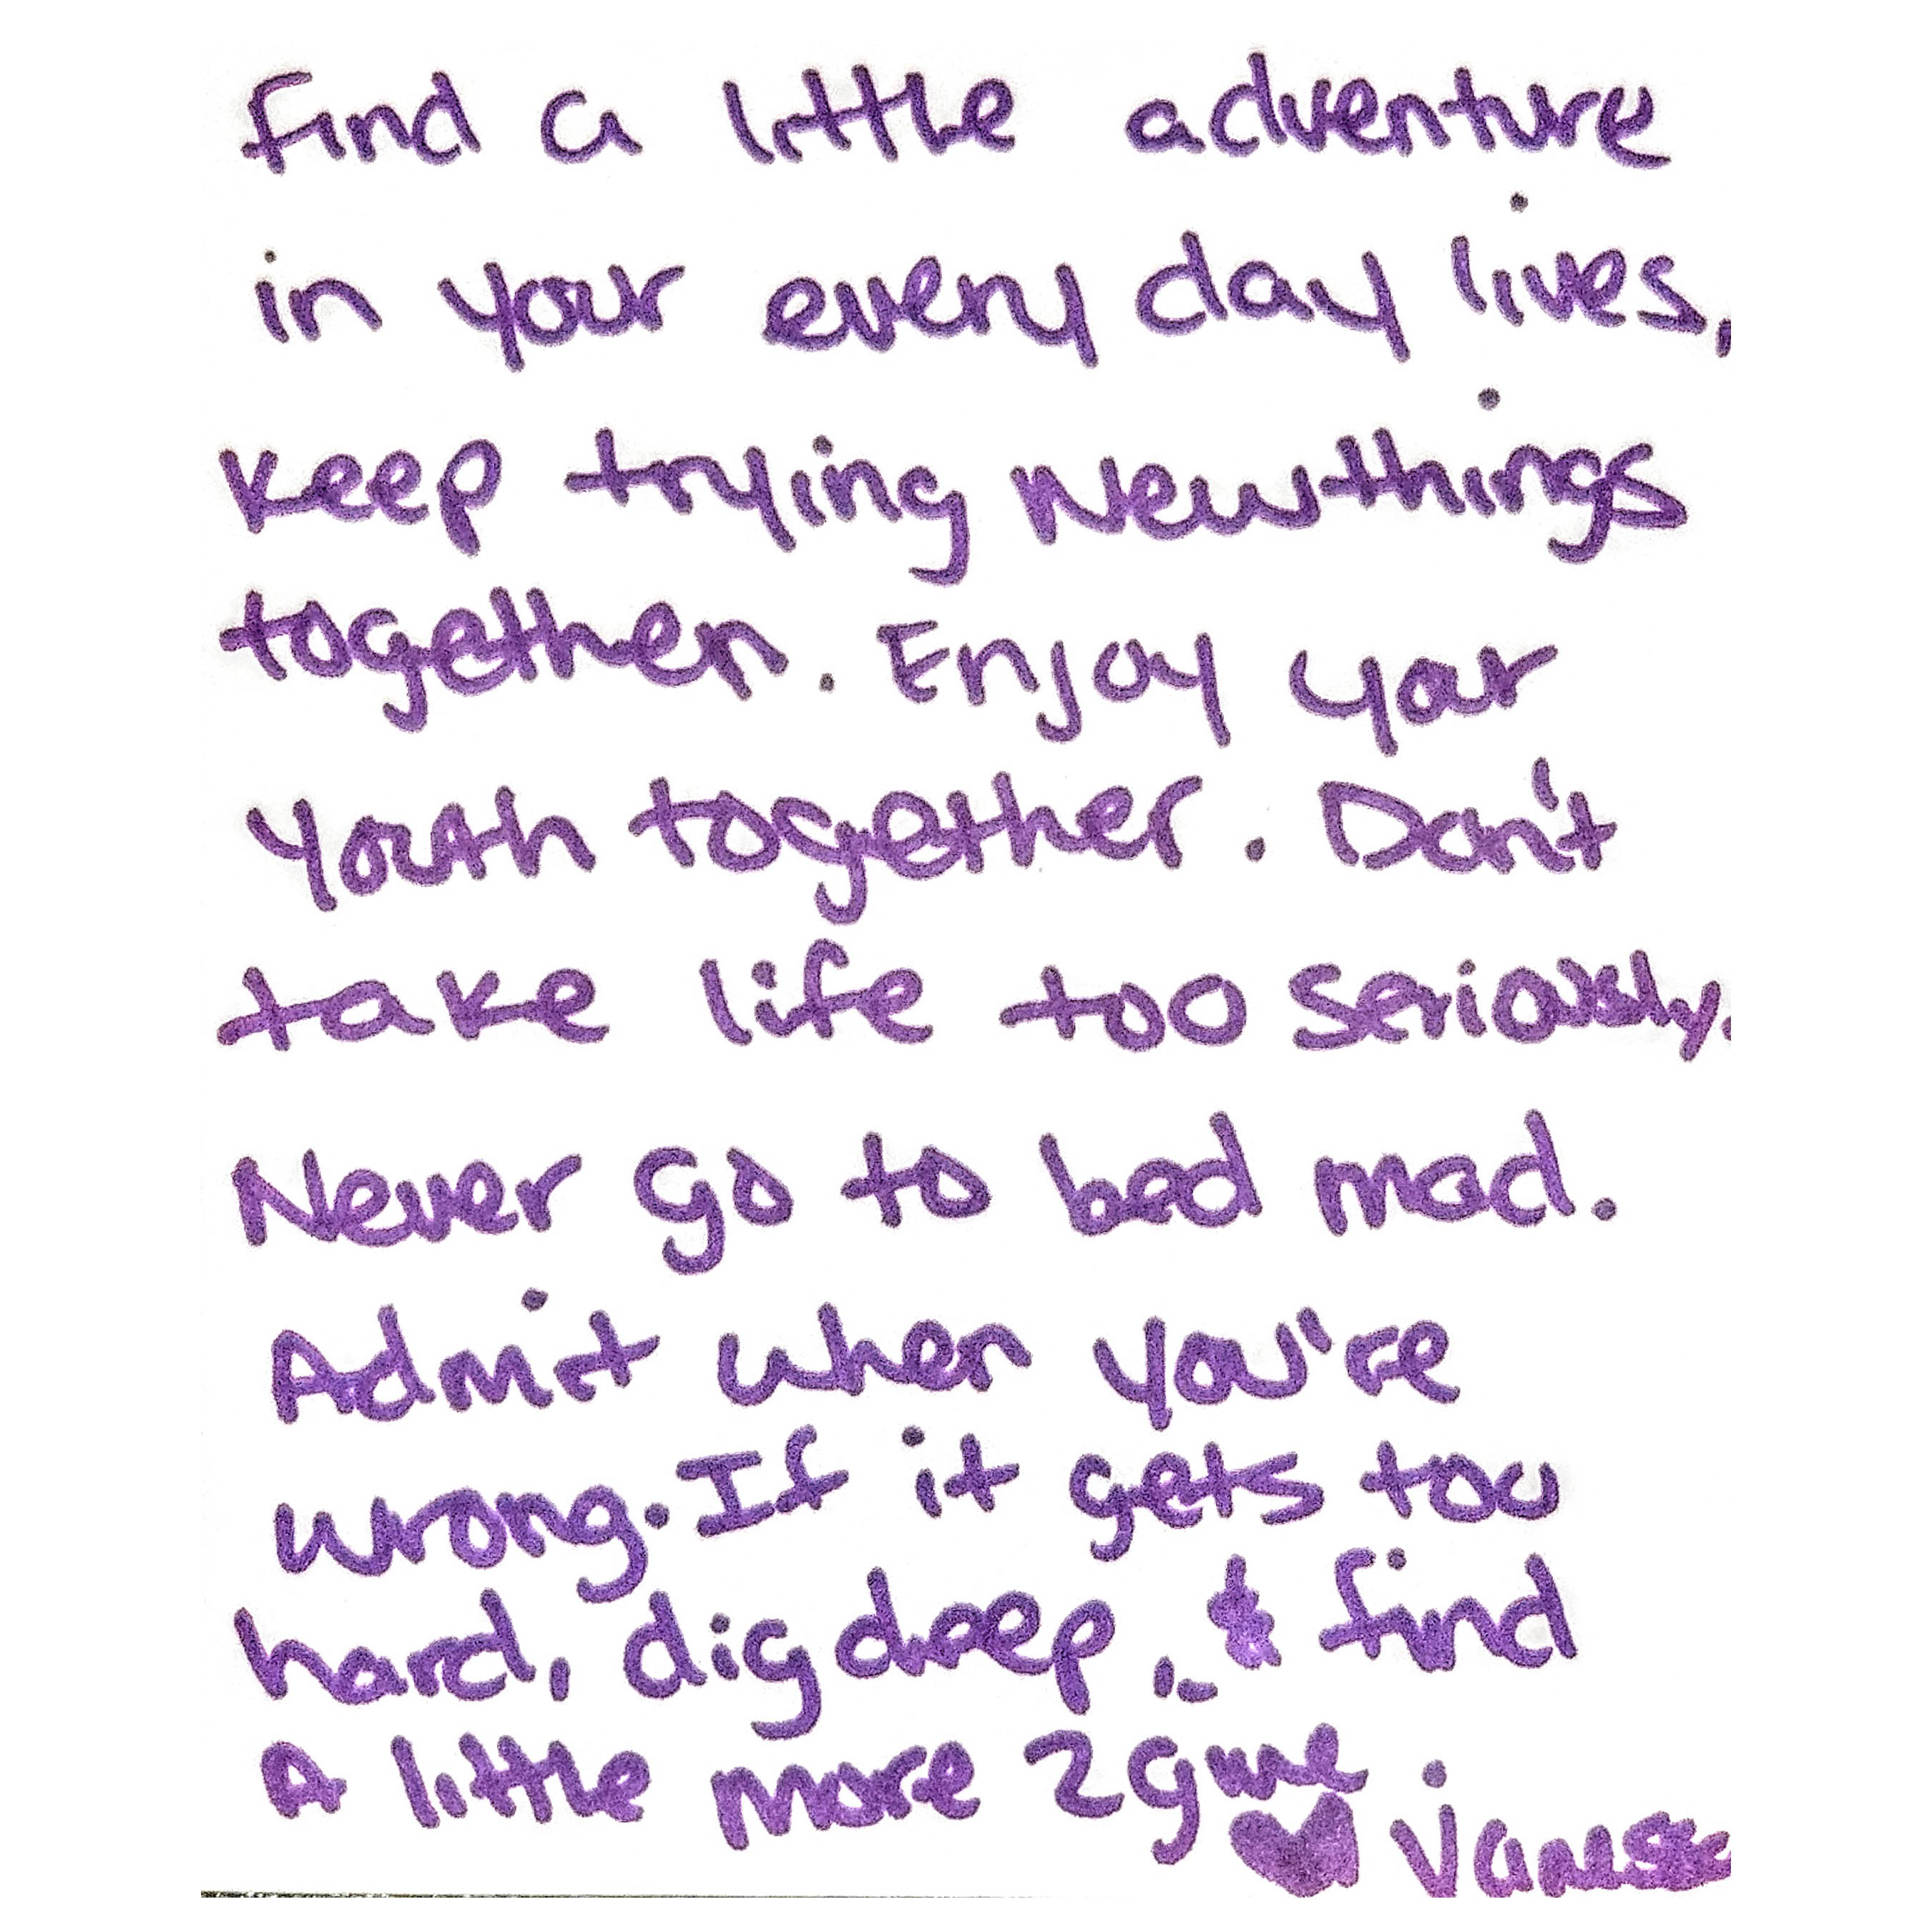 find a little adventure
in your every day lives,
keep trying New things
together. Enjoy your
youth together. Don't
take life too seriously.
Never go to bed mad.
Admit when you're
wrong. If it gets too
hard, dig deep, & find
A little more 2 give.
♥ Vanessa